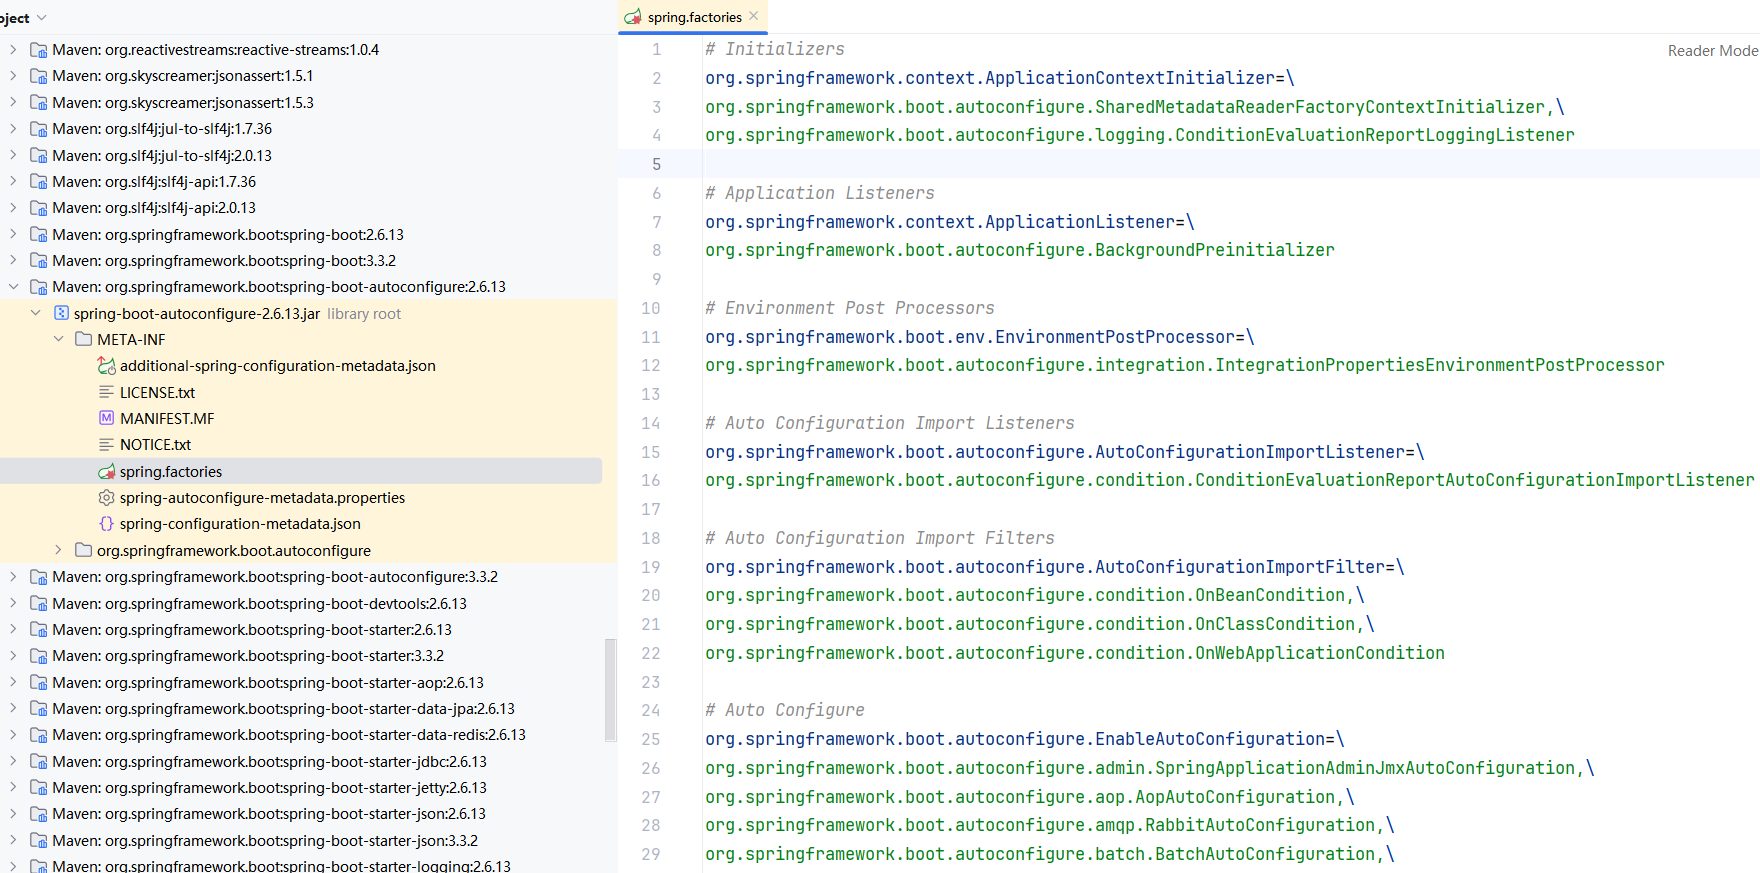 oject
Maven: org.reactivestreams:reactive-streams:1.0.4
Maven: org.skyscreamer:jsonassert:1.5.1
Maven: org.skyscreamer:jsonassert:1.5.3
Maven: org.slf4j:jul-to-slf4j:1.7.36
Maven: org.slf4j:jul-to-slf4j:2.0.13
Maven: org.slf4j:slf4j-api:1.7.36
Maven: org.slf4j:slf4j-api:2.0.13
Maven: org.springframework.boot:spring-boot:2.6.13
Maven: org.springframework.boot:spring-boot:3.3.2
Maven: org.springframework.boot:spring-boot-autoconfigure:2.6.13
spring-boot-autoconfigure-2.6.13.jar library root
META-INF
additional-spring-configuration-metadata.json
LICENSE.txt
MANIFEST.MF
NOTICE.txt
spring.factories
spring-autoconfigure-metadata.properties
spring-configuration-metadata.json
org.springframework.boot.autoconfigure
Maven: org.springframework.boot:spring-boot-autoconfigure:3.3.2
Maven: org.springframework.boot:spring-boot-devtools:2.6.13
Maven: org.springframework.boot:spring-boot-starter:2.6.13
Maven: org.springframework.boot:spring-boot-starter:3.3.2
Maven: org.springframework.boot:spring-boot-starter-aop:2.6.13
Maven: org.springframework.boot:spring-boot-starter-data-jpa:2.6.13
Maven: org.springframework.boot:spring-boot-starter-data-redis:2.6.13
Maven: org.springframework.boot:spring-boot-starter-jdbc:2.6.13
Maven: org.springframework.boot:spring-boot-starter-jetty:2.6.13
Maven: org.springframework.boot:spring-boot-starter-json:2.6.13
Maven: org.springframework.boot:spring-boot-starter-json:3.3.2
Maven: org.springframework.boot:spring-boot-starter-logging:2.6.13
spring.factories
Reader Mode
1 # Initializers
2 org.springframework.context.ApplicationContextInitializer=\
3 org.springframework.boot.autoconfigure.SharedMetadataReaderFactoryContextInitializer,\
4 org.springframework.boot.autoconfigure.logging.ConditionEvaluationReportLoggingListener
5
6 # Application Listeners
7 org.springframework.context.ApplicationListener=\
8 org.springframework.boot.autoconfigure.BackgroundPreinitializer
9
10 # Environment Post Processors
11 org.springframework.boot.env.EnvironmentPostProcessor=\
12 org.springframework.boot.autoconfigure.integration.IntegrationPropertiesEnvironmentPostProcessor
13
14 # Auto Configuration Import Listeners
15 org.springframework.boot.autoconfigure.AutoConfigurationImportListener=\
16 org.springframework.boot.autoconfigure.condition.ConditionEvaluationReportAutoConfigurationImportListener
17
18 # Auto Configuration Import Filters
19 org.springframework.boot.autoconfigure.AutoConfigurationImportFilter=\
20 org.springframework.boot.autoconfigure.condition.OnBeanCondition,\
21 org.springframework.boot.autoconfigure.condition.OnClassCondition,\
22 org.springframework.boot.autoconfigure.condition.OnWebApplicationCondition
23
24 # Auto Configure
25 org.springframework.boot.autoconfigure.EnableAutoConfiguration=\
26 org.springframework.boot.autoconfigure.admin.SpringApplicationAdminJmxAutoConfiguration,\
27 org.springframework.boot.autoconfigure.aop.AopAutoConfiguration,\
28 org.springframework.boot.autoconfigure.amqp.RabbitAutoConfiguration,\
29 org.springframework.boot.autoconfigure.batch.BatchAutoConfiguration,\